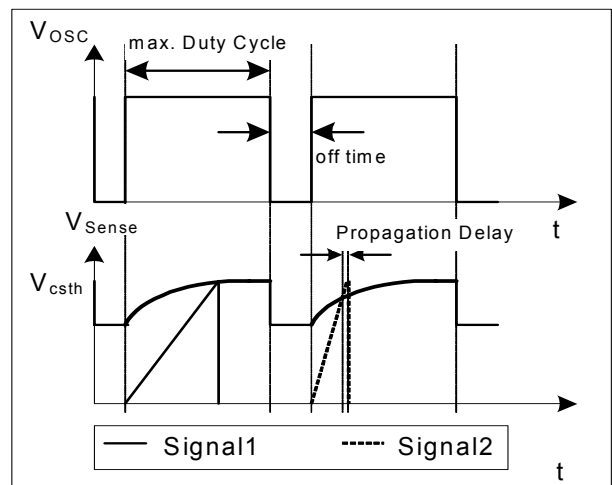 VOSC
max. Duty Cycle
off time
VSense
Propagation Delay
t
Vcsth
Signal1
Signal2
t